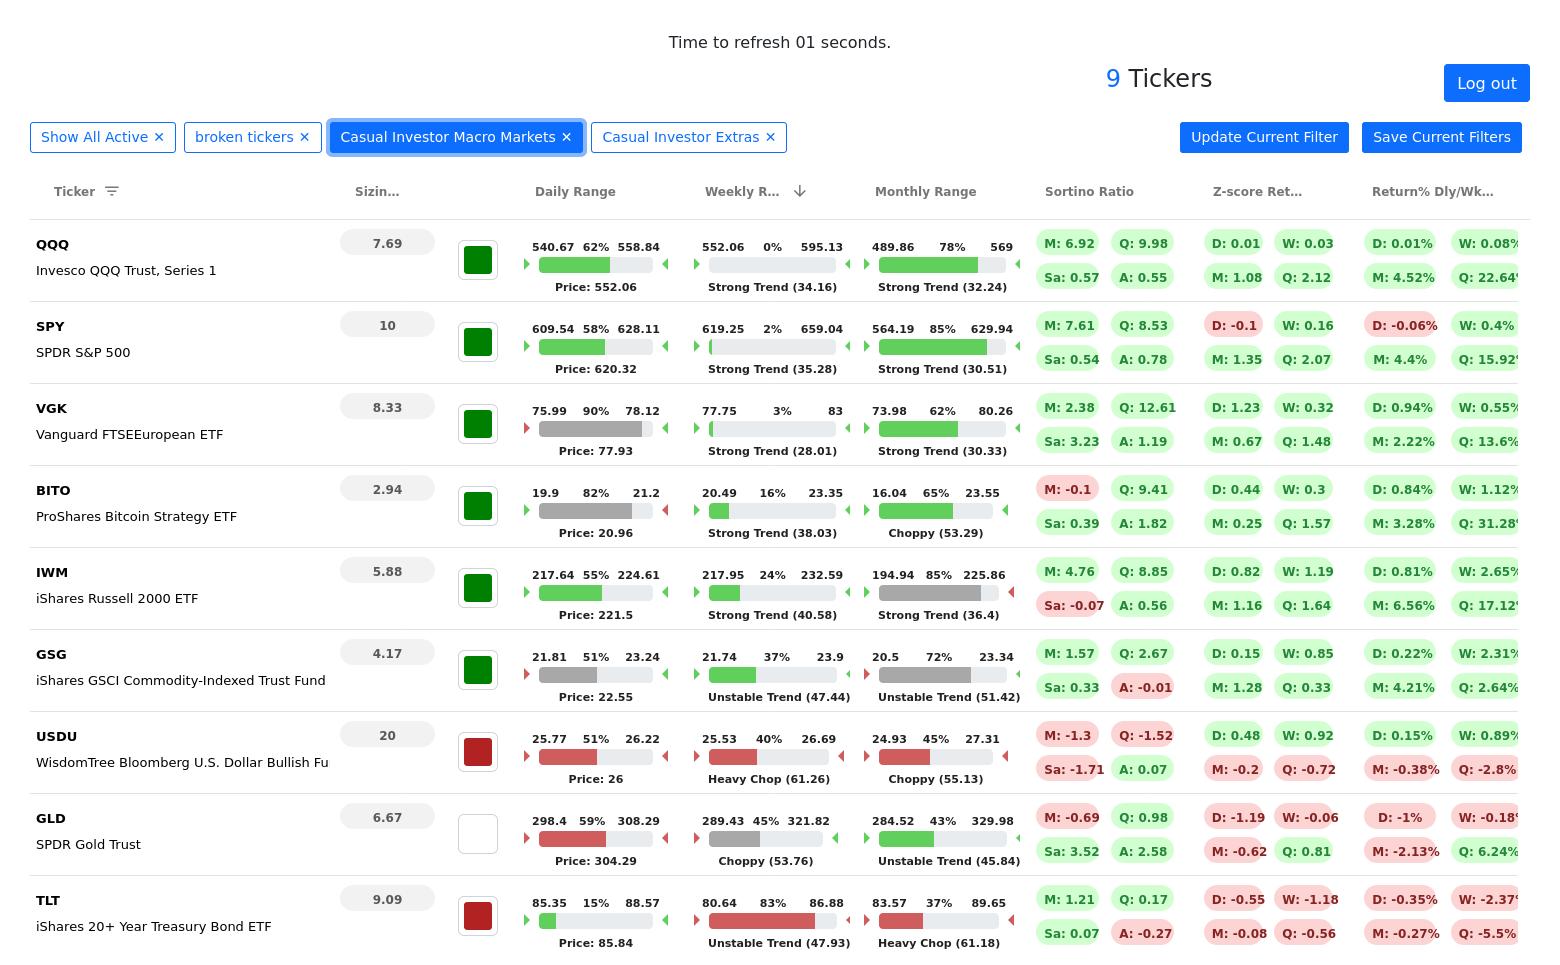 Time to refresh 01 seconds.
9 Tickers
Log out
Show All Active ✕ broken tickers ✕ Casual Investor Macro Markets ✕ Casual Investor Extras ✕ Update Current Filter Save Current Filters
Ticker Sizin... Daily Range Weekly R... Monthly Range Sortino Ratio Z-score Ret... Return% Dly/Wk...
QQQ 7.69 M: 6.92 Q: 9.98 D: 0.01 W: 0.03 D: 0.01% W: 0.08%
540.67 62% 558.84 552.06 0% 595.13 489.86 78% 569
Invesco QQQ Trust, Series 1 Sa: 0.57 A: 0.55 M: 1.08 Q: 2.12 M: 4.52% Q: 22.64%
Price: 552.06 Strong Trend (34.16) Strong Trend (32.24)
SPY 10 M: 7.61 Q: 8.53 D: -0.1 W: 0.16 D: -0.06% W: 0.4%
609.54 58% 628.11 619.25 2% 659.04 564.19 85% 629.94
SPDR S&P 500 Sa: 0.54 A: 0.78 M: 1.35 Q: 2.07 M: 4.4% Q: 15.92%
Price: 620.32 Strong Trend (35.28) Strong Trend (30.51)
VGK 8.33 M: 2.38 Q: 12.61 D: 1.23 W: 0.32 D: 0.94% W: 0.55%
75.99 90% 78.12 77.75 3% 83 73.98 62% 80.26
Vanguard FTSEEuropean ETF Sa: 3.23 A: 1.19 M: 0.67 Q: 1.48 M: 2.22% Q: 13.6%
Price: 77.93 Strong Trend (28.01) Strong Trend (30.33)
BITO 2.94 M: -0.1 Q: 9.41 D: 0.44 W: 0.3 D: 0.84% W: 1.12%
19.9 82% 21.2 20.49 16% 23.35 16.04 65% 23.55
ProShares Bitcoin Strategy ETF Sa: 0.39 A: 1.82 M: 0.25 Q: 1.57 M: 3.28% Q: 31.28%
Price: 20.96 Strong Trend (38.03) Choppy (53.29)
IWM 5.88 M: 4.76 Q: 8.85 D: 0.82 W: 1.19 D: 0.81% W: 2.65%
217.64 55% 224.61 217.95 24% 232.59 194.94 85% 225.86
iShares Russell 2000 ETF Sa: -0.07 A: 0.56 M: 1.16 Q: 1.64 M: 6.56% Q: 17.12%
Price: 221.5 Strong Trend (40.58) Strong Trend (36.4)
GSG 4.17 M: 1.57 Q: 2.67 D: 0.15 W: 0.85 D: 0.22% W: 2.31%
21.81 51% 23.24 21.74 37% 23.9 20.5 72% 23.34
iShares GSCI Commodity-Indexed Trust Fund Sa: 0.33 A: -0.01 M: 1.28 Q: 0.33 M: 4.21% Q: 2.64%
Price: 22.55 Unstable Trend (47.44) Unstable Trend (51.42)
USDU 20 M: -1.3 Q: -1.52 D: 0.48 W: 0.92 D: 0.15% W: 0.89%
25.77 51% 26.22 25.53 40% 26.69 24.93 45% 27.31
WisdomTree Bloomberg U.S. Dollar Bullish Fu Sa: -1.71 A: 0.07 M: -0.2 Q: -0.72 M: -0.38% Q: -2.8%
Price: 26 Heavy Chop (61.26) Choppy (55.13)
GLD 6.67 M: -0.69 Q: 0.98 D: -1.19 W: -0.06 D: -1% W: -0.18%
298.4 59% 308.29 289.43 45% 321.82 284.52 43% 329.98
SPDR Gold Trust Sa: 3.52 A: 2.58 M: -0.62 Q: 0.81 M: -2.13% Q: 6.24%
Price: 304.29 Choppy (53.76) Unstable Trend (45.84)
TLT 9.09 M: 1.21 Q: 0.17 D: -0.55 W: -1.18 D: -0.35% W: -2.37%
85.35 15% 88.57 80.64 83% 86.88 83.57 37% 89.65
iShares 20+ Year Treasury Bond ETF Sa: 0.07 A: -0.27 M: -0.08 Q: -0.56 M: -0.27% Q: -5.5%
Price: 85.84 Unstable Trend (47.93) Heavy Chop (61.18)